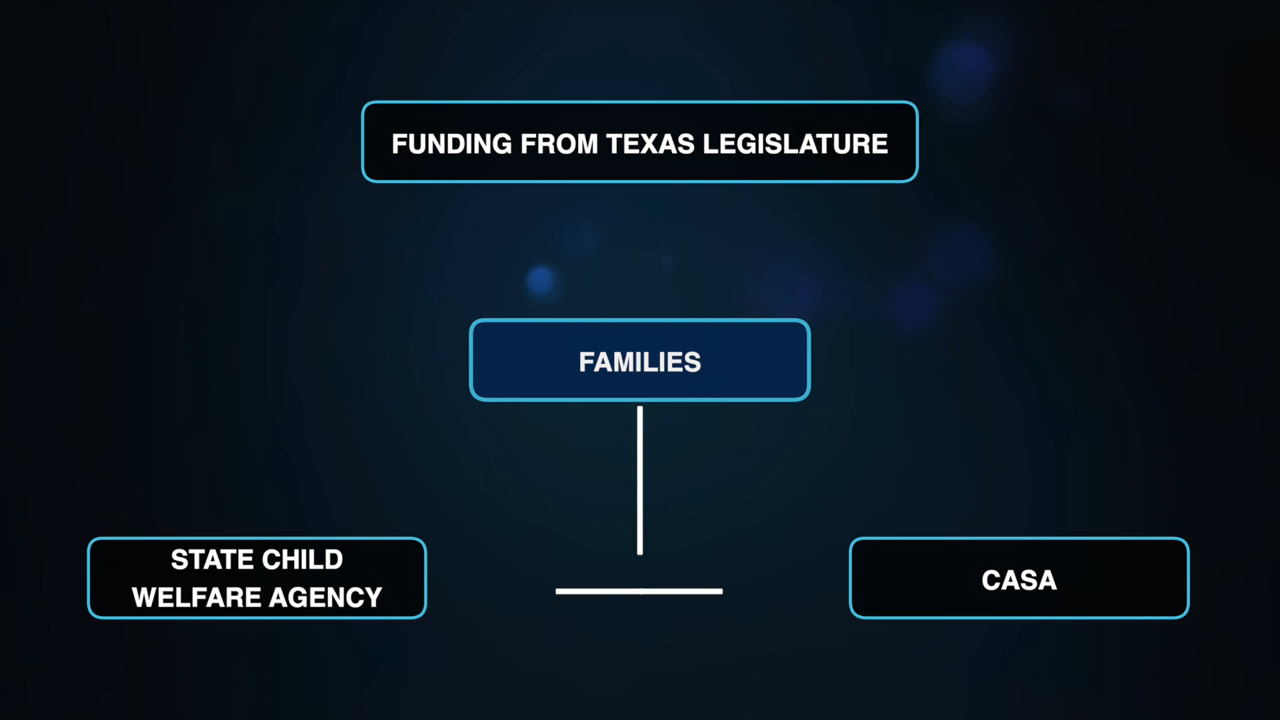 FUNDING FROM TEXAS LEGISLATURE
FAMILIES
STATE CHILD
WELFARE AGENCY
CASA